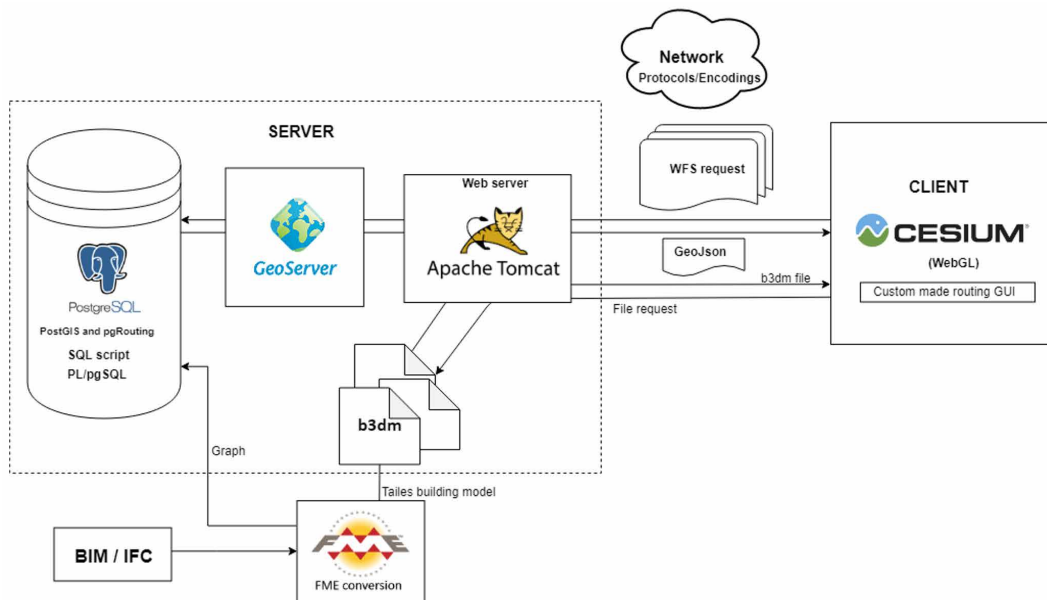 Network
Protocols/Encodings
SERVER
WFS request
Web server
CLIENT
GeoServer
Apache Tomcat
GeoJson
CESIUM®
(WebGL)
Custom made routing GUI
b3dm file
File request
PostgreSQL
PostGIS and pgRouting
SQL script
PL/pgSQL
b3dm
Graph
Tailes building model
BIM / IFC
FME
FME conversion